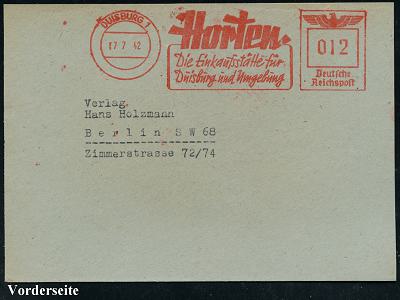 DUISBURG 1
17 7 42
Horten
Die Einkaufsstätte für
Duisburg und Umgebung
012
Deutsche
Reichspost
Verlag
Hans Holzmann
Berlin SW 68
Zimmerstrasse 72/74
Vorderseite